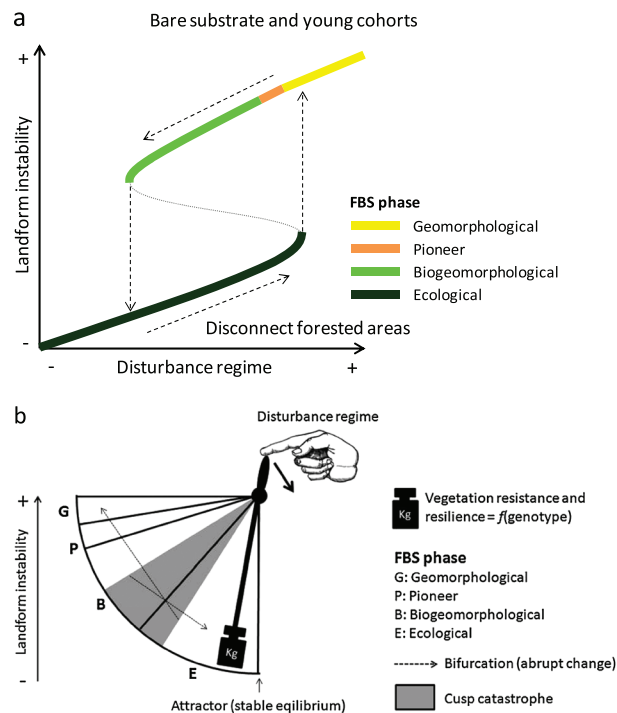 a
Bare substrate and young cohorts
+
Landform instability
FBS phase
Geomorphological
Pioneer
Biogeomorphological
Ecological
Disconnect forested areas
-
-
Disturbance regime
+
b
Disturbance regime
+
G
P
B
E
Landform instability
-
Kg
Attractor (stable eqilibrium)
Kg
Vegetation resistance and
resilience = f(genotype)
FBS phase
G: Geomorphological
P: Pioneer
B: Biogeomorphological
E: Ecological
Bifurcation (abrupt change)
Cusp catastrophe